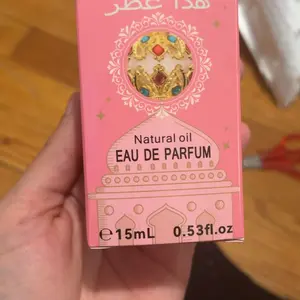 هذا عطر
Natural oil
EAU DE PARFUM
℮15mL 0.53fl.oz